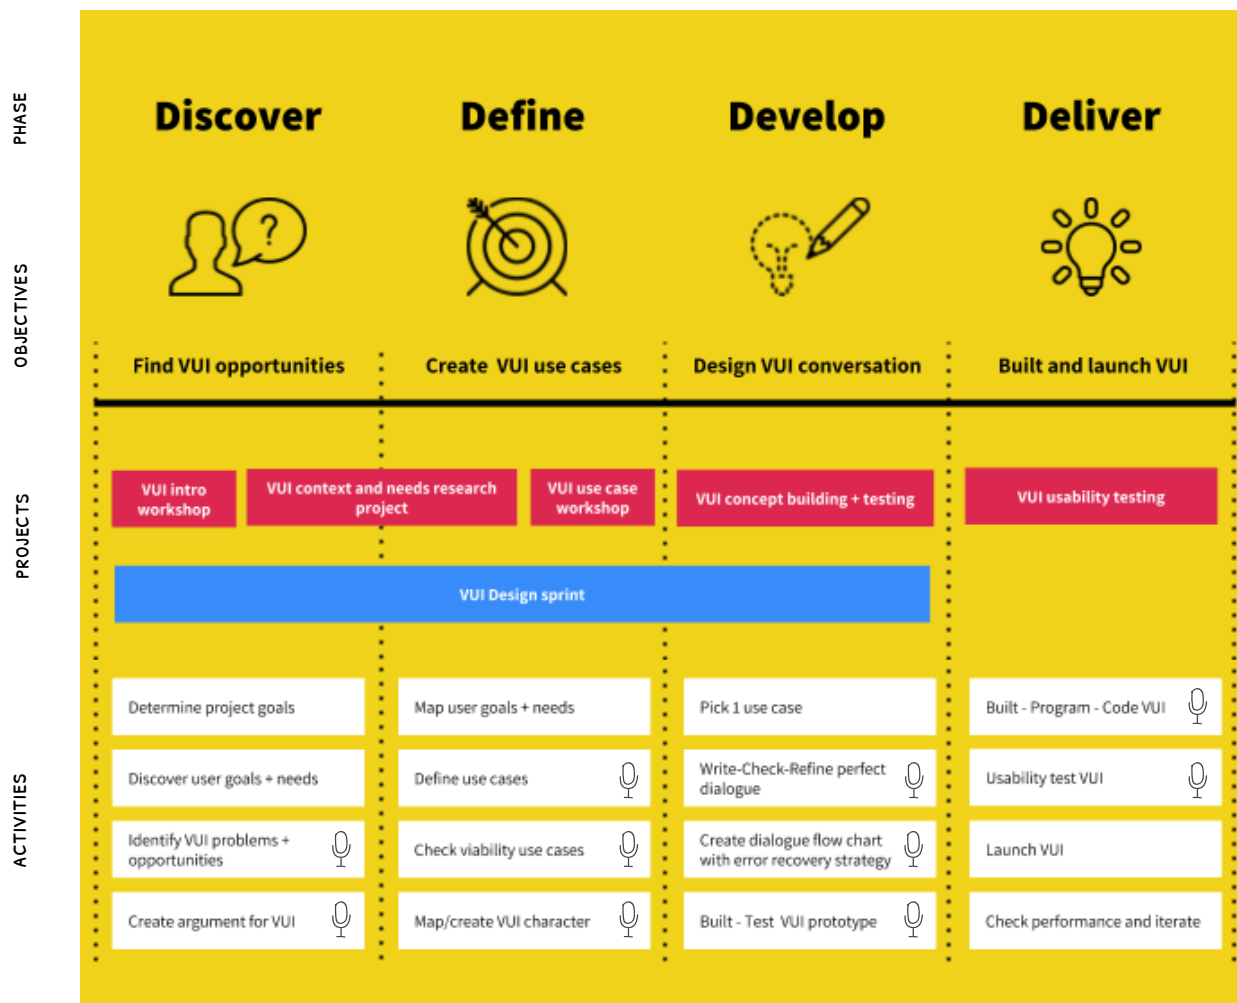 PHASE
Discover
Define
Develop
Deliver
?
OBJECTIVES
Find VUI opportunities
Create VUI use cases
Design VUI conversation
Built and launch VUI
PROJECTS
VUI intro
workshop
VUI context and needs research
project
VUI use case
workshop
VUI concept building + testing
VUI usability testing
VUI Design sprint
ACTIVITIES
Determine project goals
Map user goals + needs
Pick 1 use case
Built - Program - Code VUI
Discover user goals + needs
Define use cases
Write-Check-Refine perfect
dialogue
Usability test VUI
Identify VUI problems +
opportunities
Check viability use cases
Create dialogue flow chart
with error recovery strategy
Launch VUI
Create argument for VUI
Map/create VUI character
Built - Test VUI prototype
Check performance and iterate